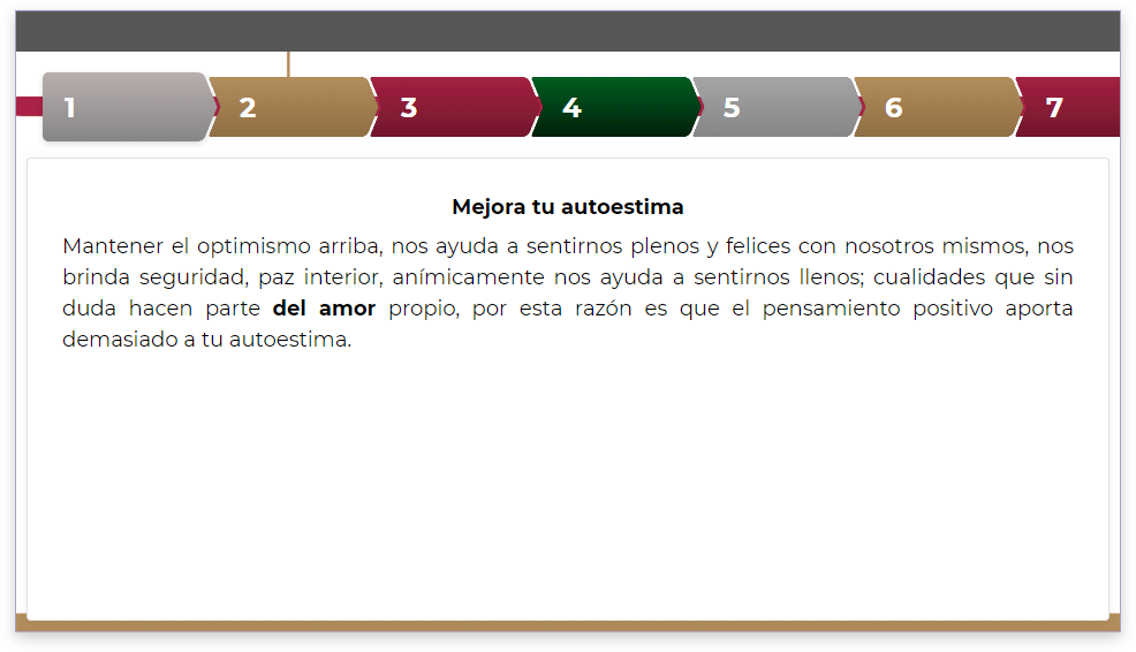 1 2 3 4 5 6 7
Mejora tu autoestima
Mantener el optimismo arriba, nos ayuda a sentirnos plenos y felices con nosotros mismos, nos
brinda seguridad, paz interior, anímicamente nos ayuda a sentirnos llenos; cualidades que sin
duda hacen parte del amor propio, por esta razón es que el pensamiento positivo aporta
demasiado a tu autoestima.